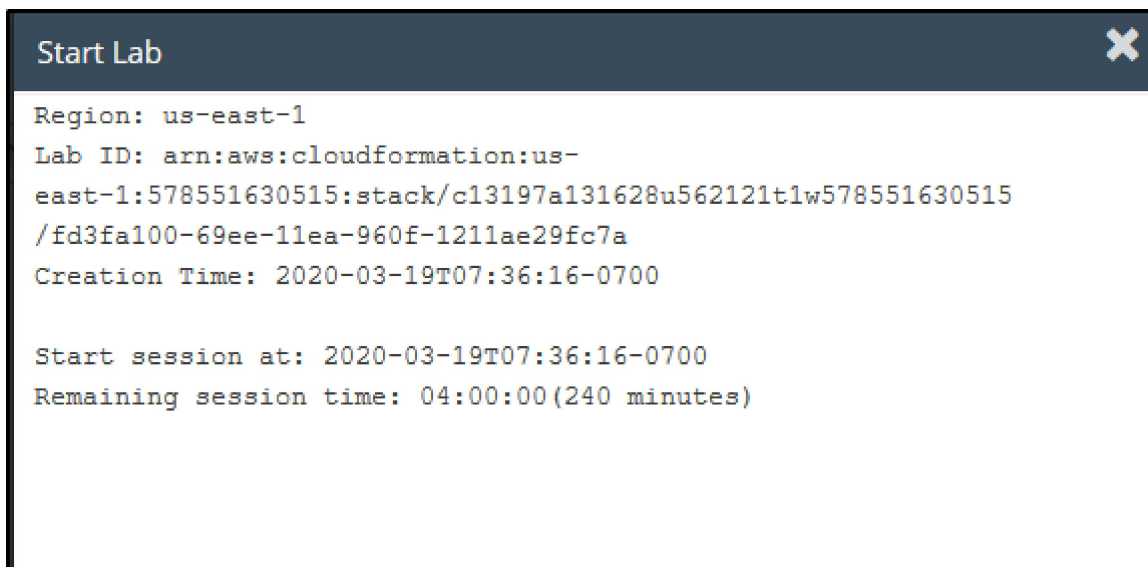 Start Lab
Region: us-east-1
Lab ID: arn:aws:cloudformation:us-
east-1:578551630515:stack/c13197a131628u562121t1w578551630515
/fd3fa100-69ee-11ea-960f-1211ae29fc7a
Creation Time: 2020-03-19T07:36:16-0700
Start session at: 2020-03-19T07:36:16-0700
Remaining session time: 04:00:00(240 minutes)